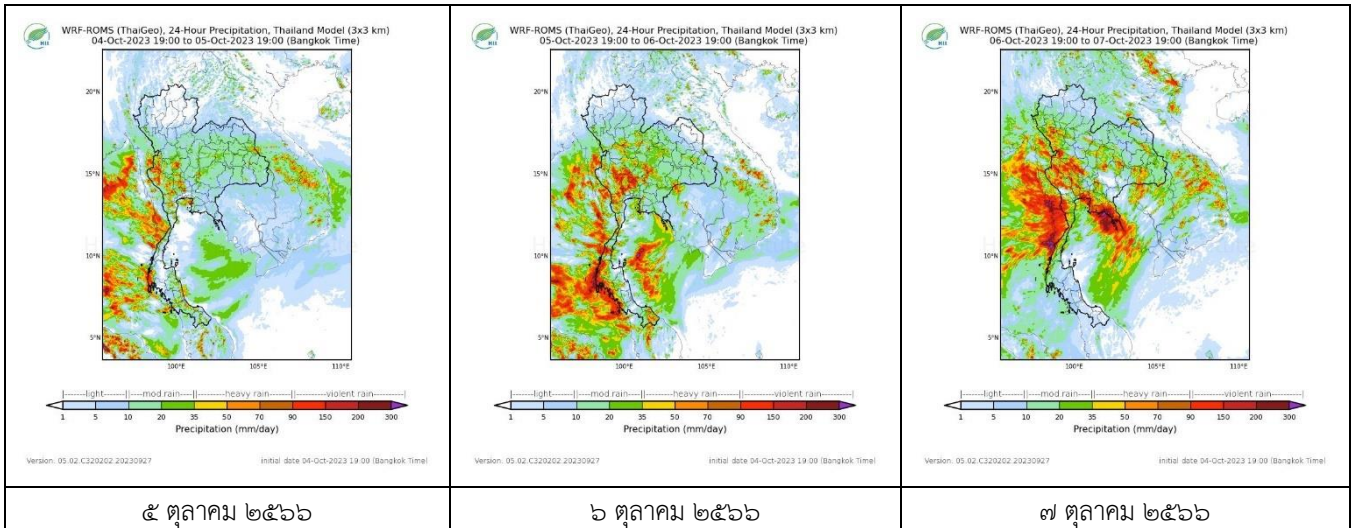 WRF-ROMS (ThaiGeo), 24-Hour Precipitation, Thailand Model (3x3 km)
04-Oct-2023 19:00 to 05-Oct-2023 19:00 (Bangkok Time)
HII
20°N
15°N
10°N
5°N
100°E 105°E 110°E
|------light------||---mod rain---||------heavy rain------||------violent rain------|
1 5 10 20 35 50 70 90 150 200 300
Precipitation (mm/day)
Version: 05.02.C320202.20230927 initial date 04-Oct-2023 19:00 (Bangkok Time)
๕ ตุลาคม ๒๕๖๖
WRF-ROMS (ThaiGeo), 24-Hour Precipitation, Thailand Model (3x3 km)
05-Oct-2023 19:00 to 06-Oct-2023 19:00 (Bangkok Time)
HII
20°N
15°N
10°N
5°N
100°E 105°E 110°E
|------light------||---mod rain---||------heavy rain------||------violent rain------|
1 5 10 20 35 50 70 90 150 200 300
Precipitation (mm/day)
Version: 05.02.C320202.20230927 initial date 04-Oct-2023 19:00 (Bangkok Time)
๖ ตุลาคม ๒๕๖๖
WRF-ROMS (ThaiGeo), 24-Hour Precipitation, Thailand Model (3x3 km)
06-Oct-2023 19:00 to 07-Oct-2023 19:00 (Bangkok Time)
HII
20°N
15°N
10°N
5°N
100°E 105°E 110°E
|------light------||---mod rain---||------heavy rain------||------violent rain------|
1 5 10 20 35 50 70 90 150 200 300
Precipitation (mm/day)
Version: 05.02.C320202.20230927 initial date 04-Oct-2023 19:00 (Bangkok Time)
๗ ตุลาคม ๒๕๖๖